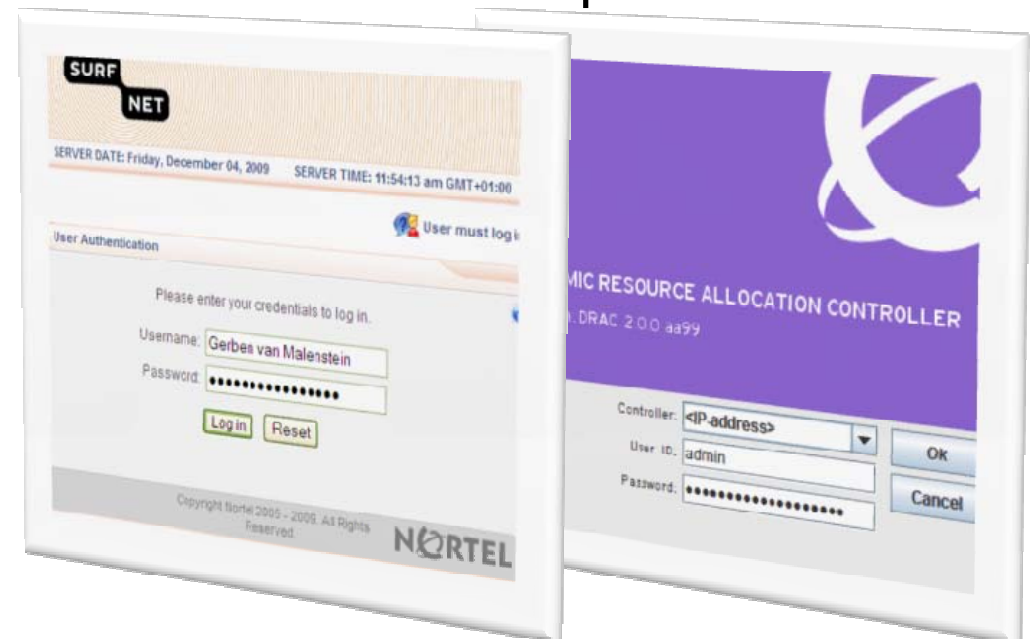 SURF
NET
SERVER DATE: Friday, December 04, 2009 SERVER TIME: 11:54:13 am GMT+01:00
User must log i
User Authentication
Please enter your credentials to log in.
Username: Gerben van Malenstein
Password: ••••••••••••••••
Log in Reset
Copyright Nortel 2005 - 2009. All Rights
Reserved.
NORTEL
MIC RESOURCE ALLOCATION CONTROLLER
DRAC 2.0.0 aa99
Controller: <IP-address>
OK
User ID: admin
Password: •••••••••••••••••••
Cancel